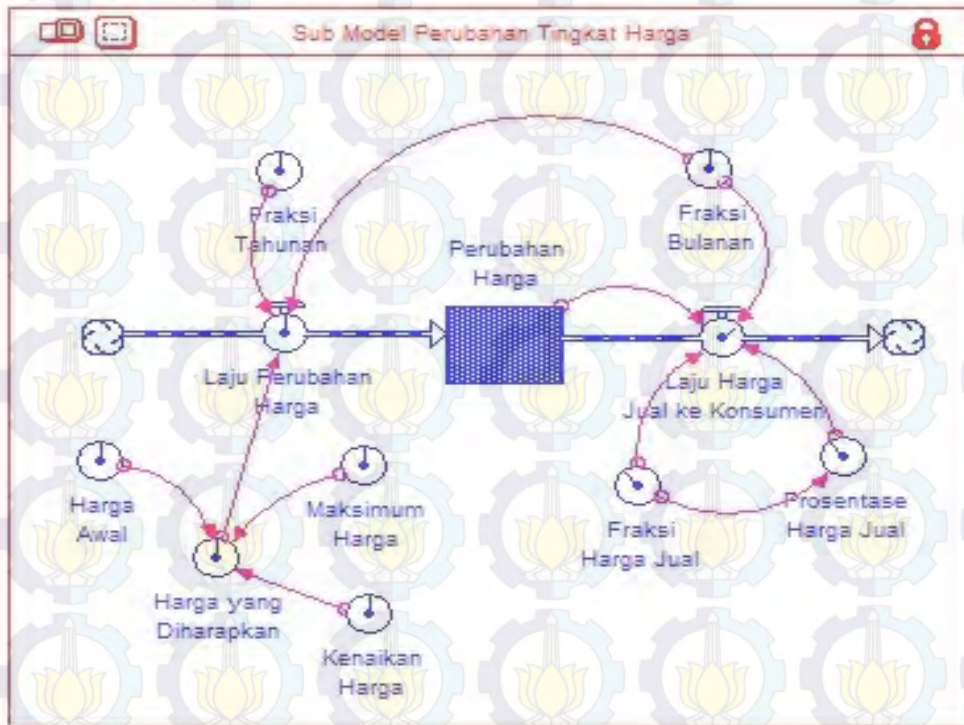 Sub Model Perubahan Tingkat Harga
Fraksi
Tahunan
Fraksi
Bulanan
Perubahan
Harga
Laju Perubahan
Harga
Laju Harga
Jual ke Konsumen
Harga
Awal
Maksimum
Harga
Fraksi
Harga Jual
Prosentase
Harga Jual
Harga yang
Diharapkan
Kenaikan
Harga